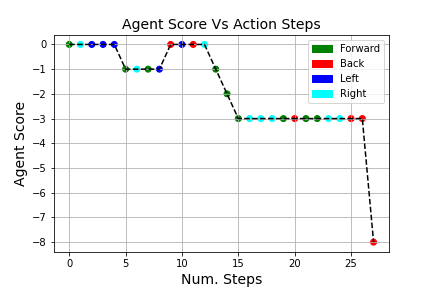 Agent Score Vs Action Steps
Agent Score
0
−1
−2
−3
−4
−5
−6
−7
−8
Forward
Back
Left
Right
0 5 10 15 20 25
Num. Steps